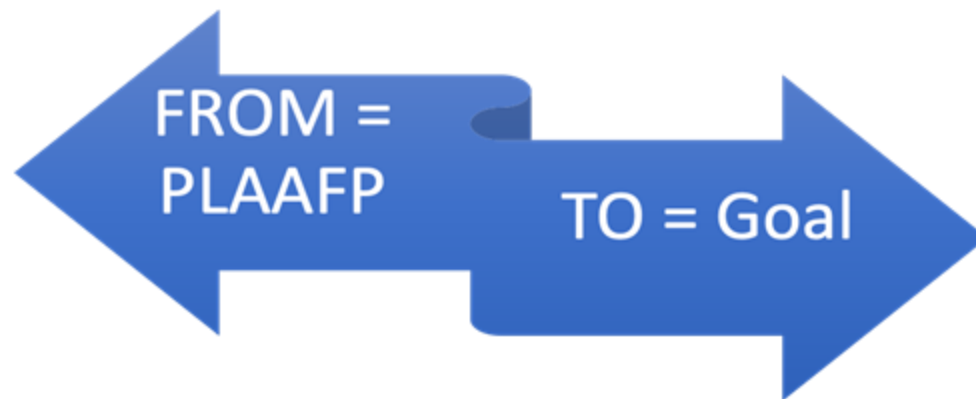 FROM =
PLAAFP
TO = Goal